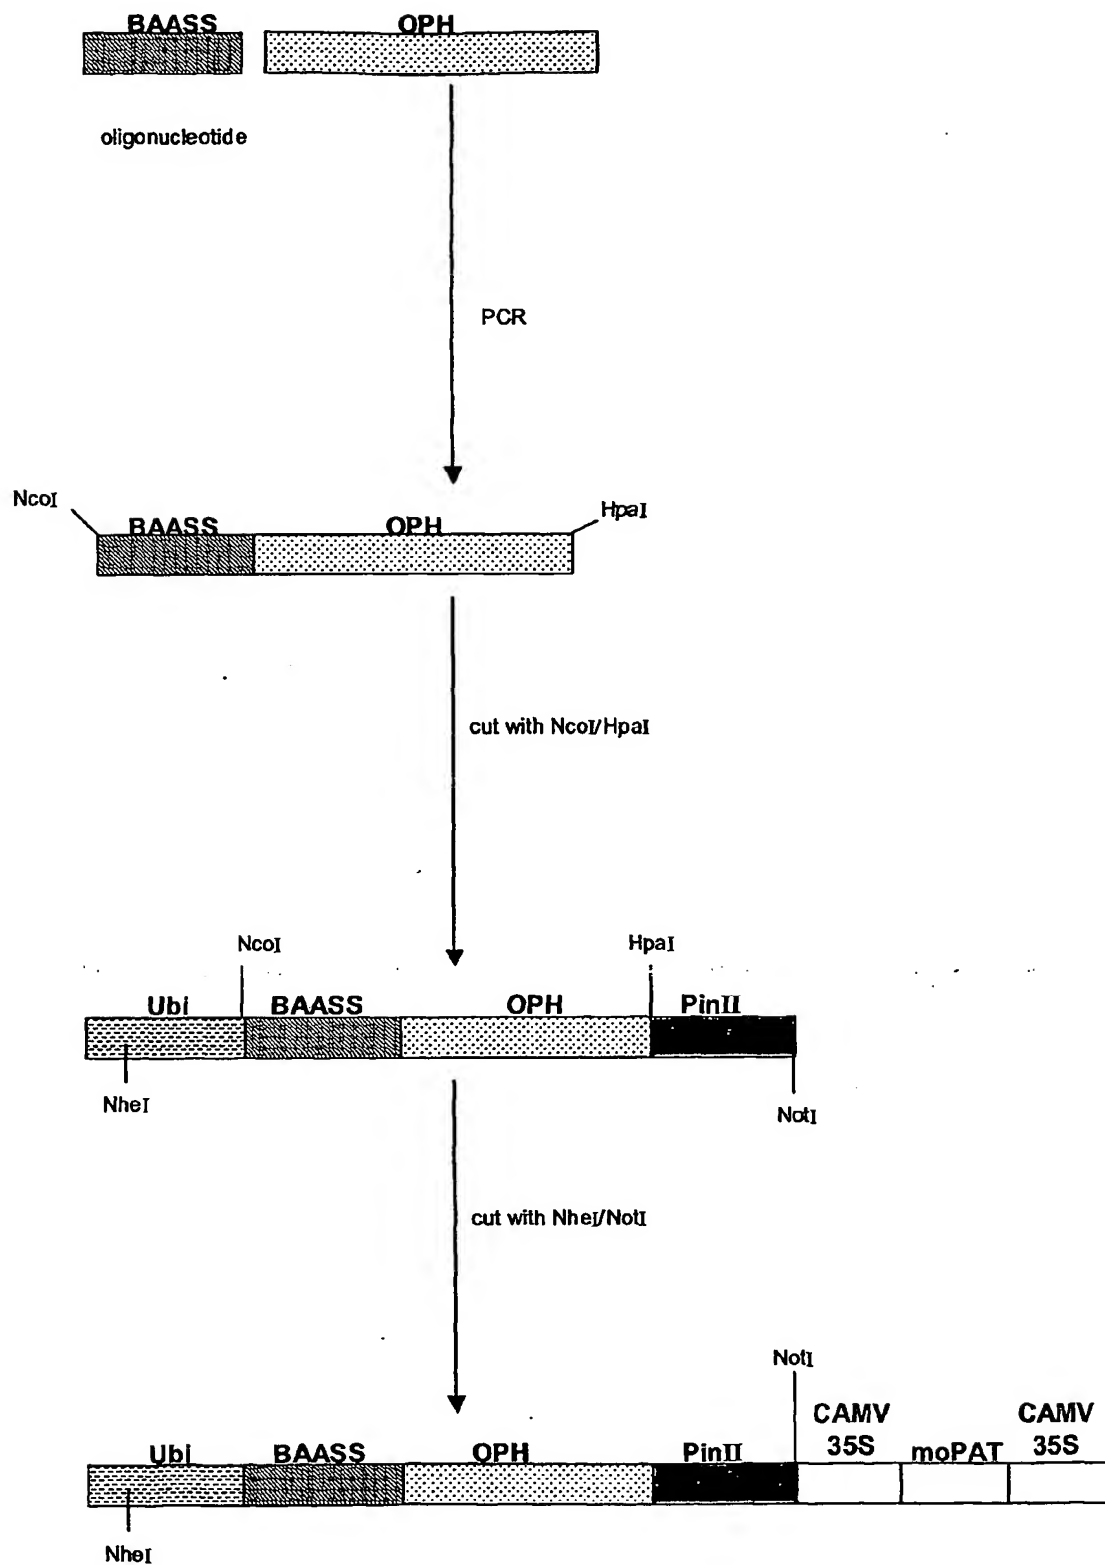 BAASS OPH
oligonucleotide
PCR
NcoI HpaI
BAASS OPH
cut with NcoI/HpaI
NcoI HpaI
Ubi BAASS OPH PinII
NheI NotI
cut with NheI/NotI
NotI
CAMV CAMV
35S moPAT 35S
Ubi BAASS OPH PinII
NheI